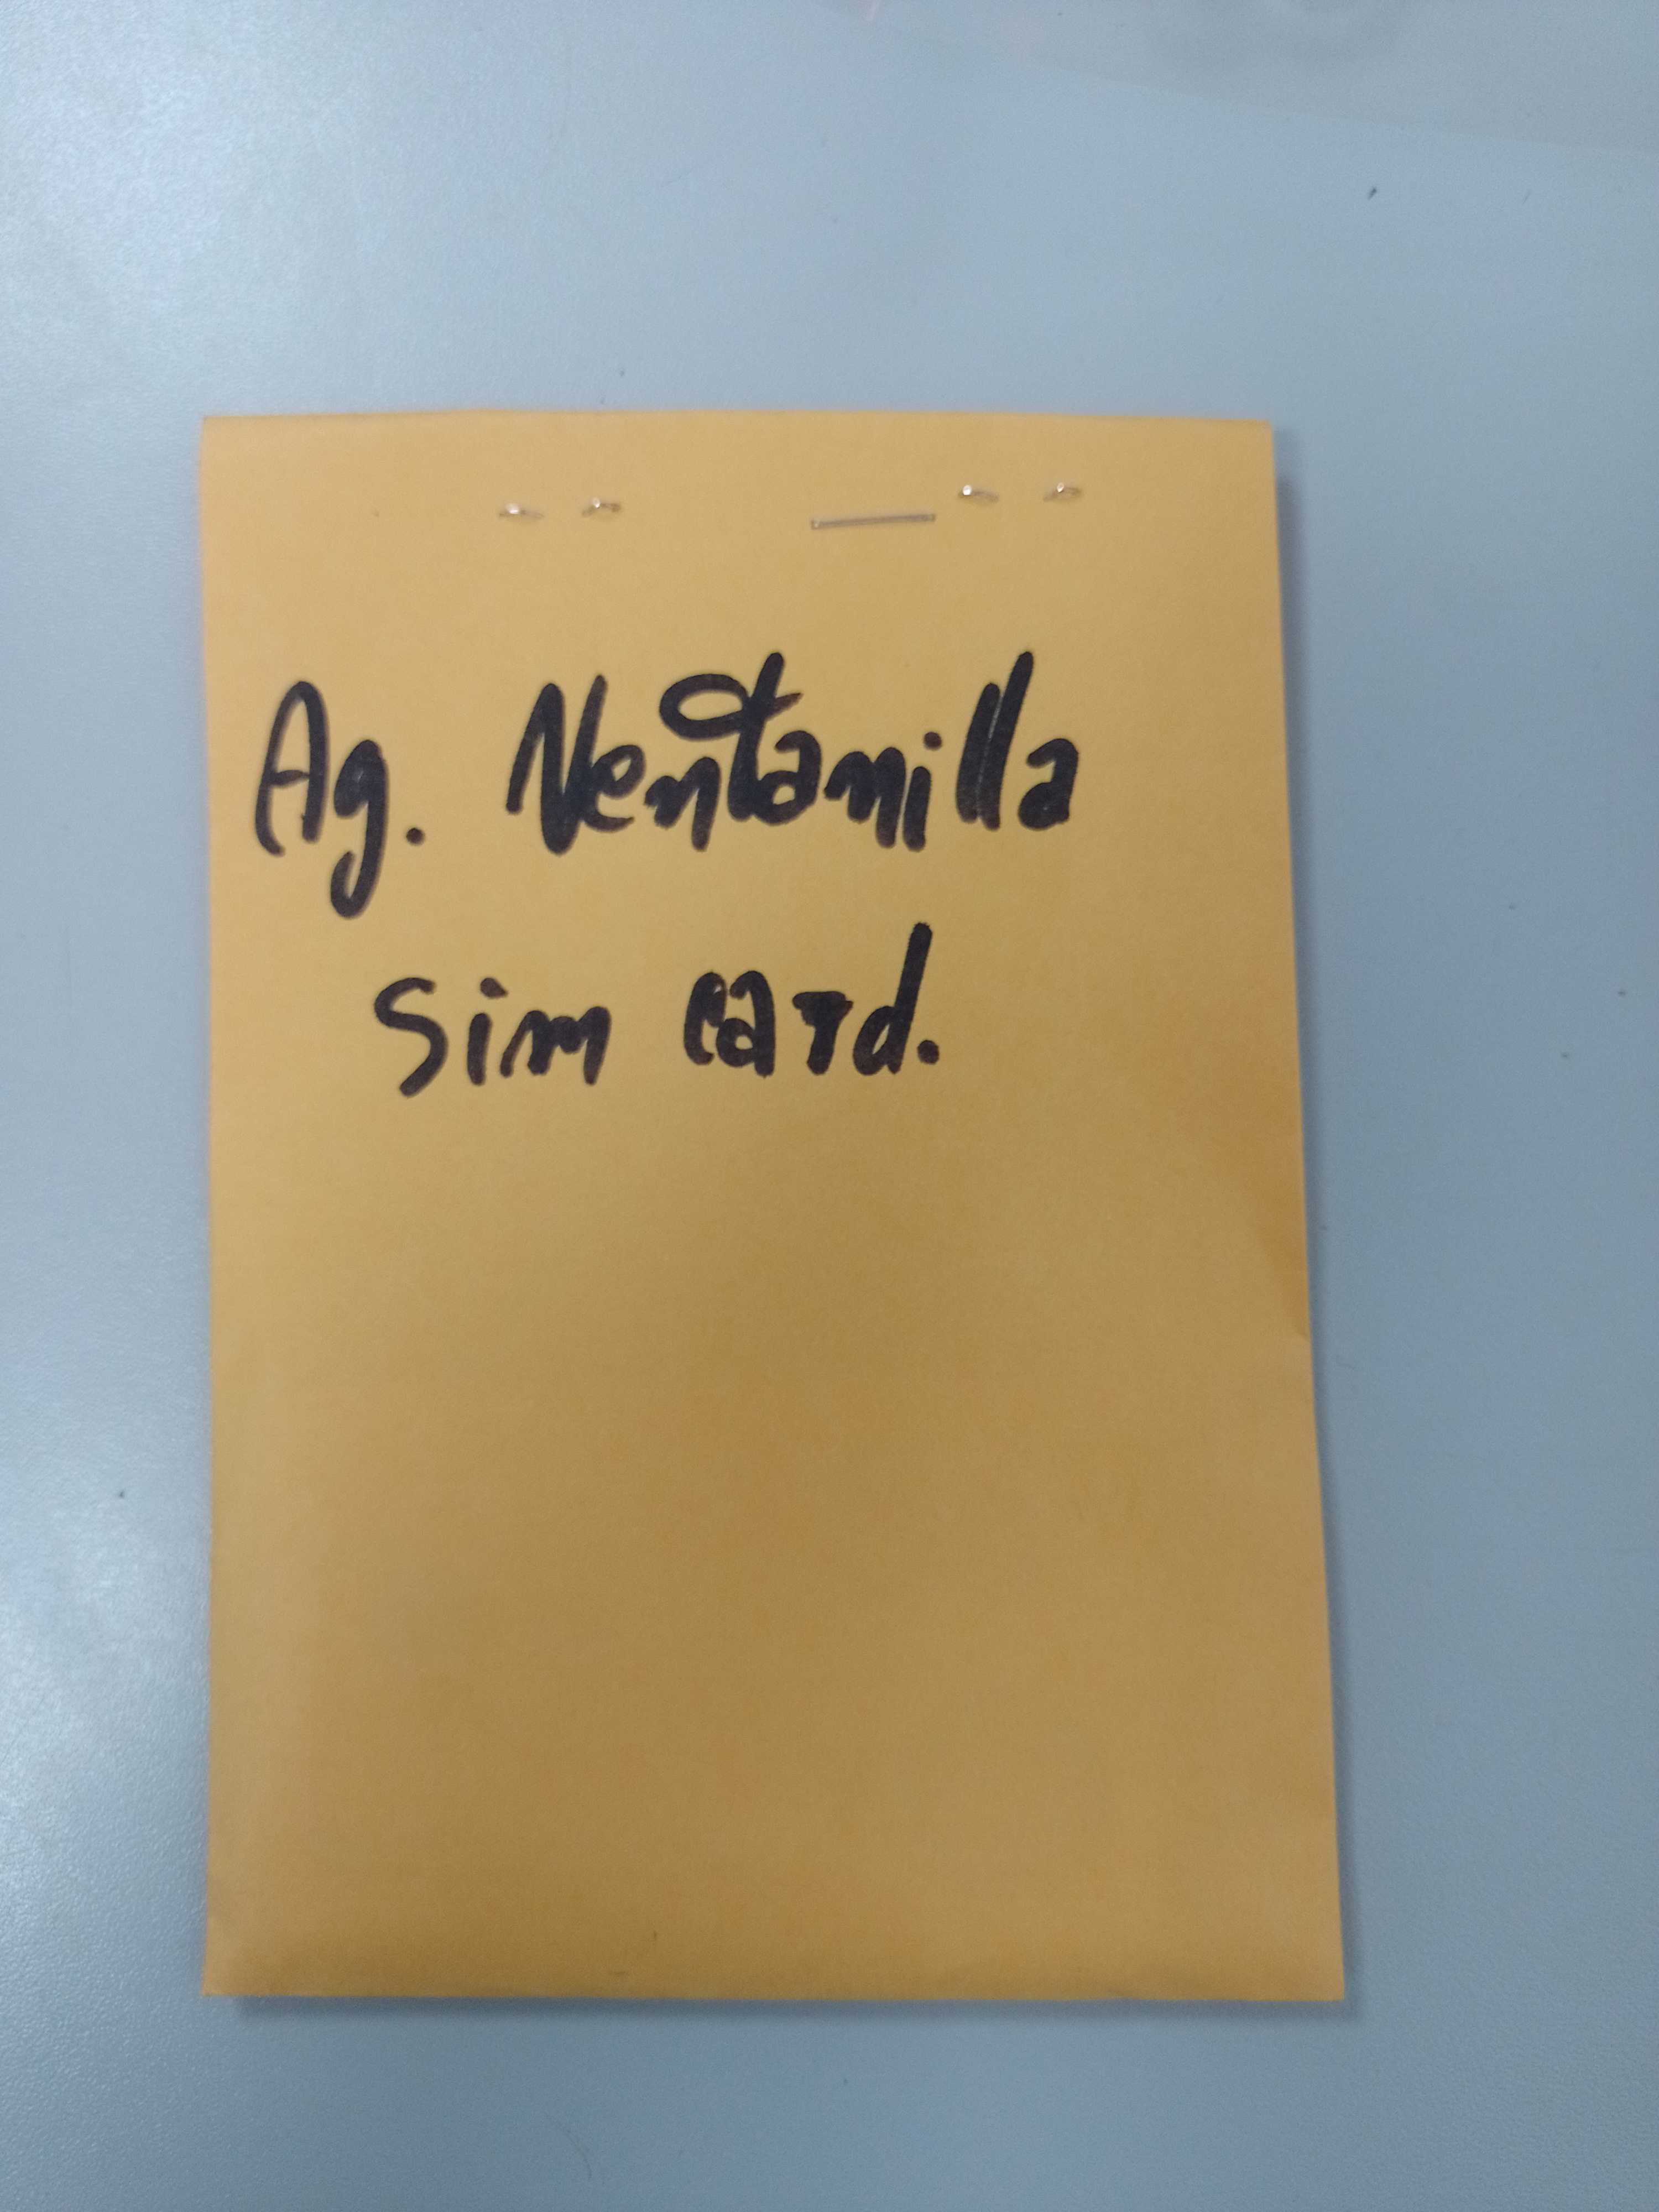 Ag. Nentamilla
Sim card.